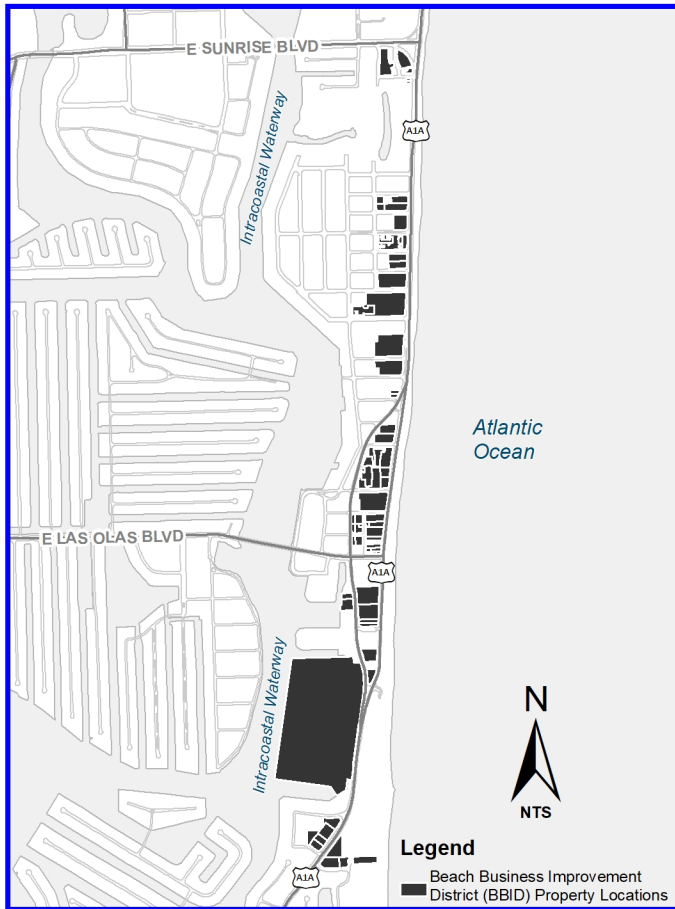 E SUNRISE BLVD
A1A
Intracoastal Waterway
Atlantic
Ocean
E LAS OLAS BLVD
A1A
Intracoastal Waterway
N
NTS
Legend
Beach Business Improvement
District (BBID) Property Locations
A1A